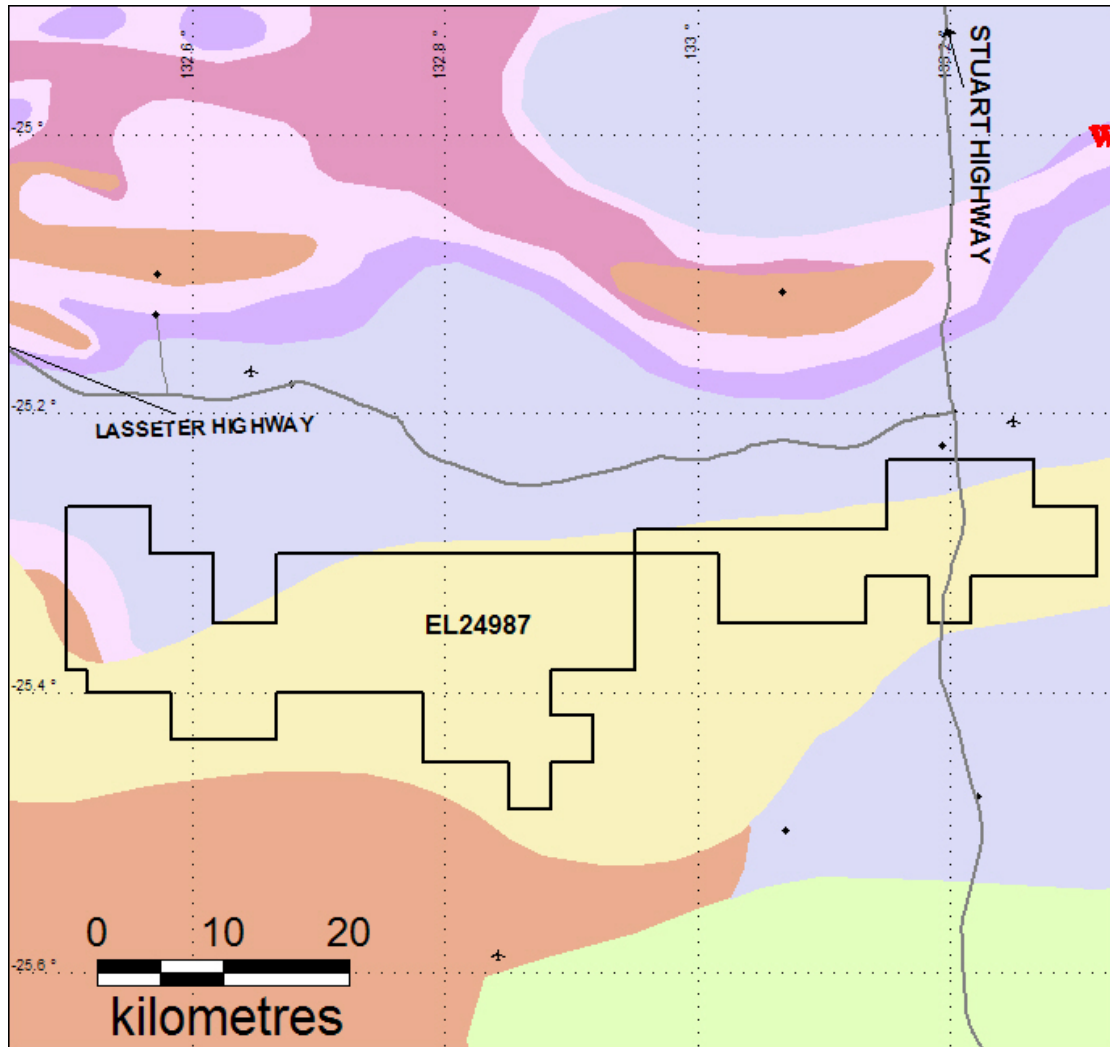 132.6 °
132.8 °
133 °
133.2 °
STUART HIGHWAY
-25 °
W
-25.2 °
LASSETER HIGHWAY
EL24987
-25.4 °
0 10 20
-25.6 °
kilometres